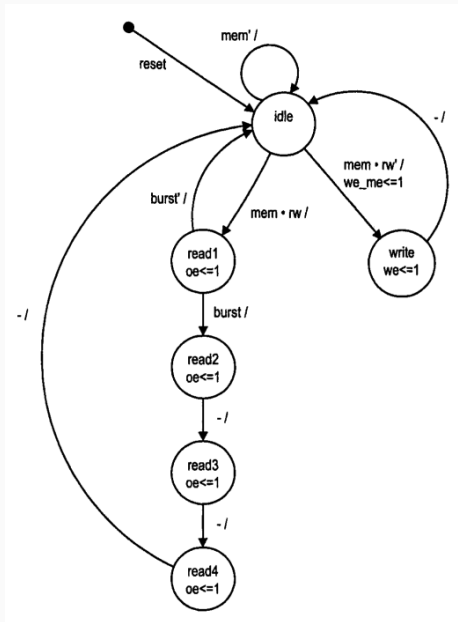 mem' /
reset
idle
- /
mem • rw' /
we_me<=1
burst' /
mem • rw /
read1
oe<=1
write
we<=1
- /
burst /
read2
oe<=1
- /
read3
oe<=1
- /
read4
oe<=1